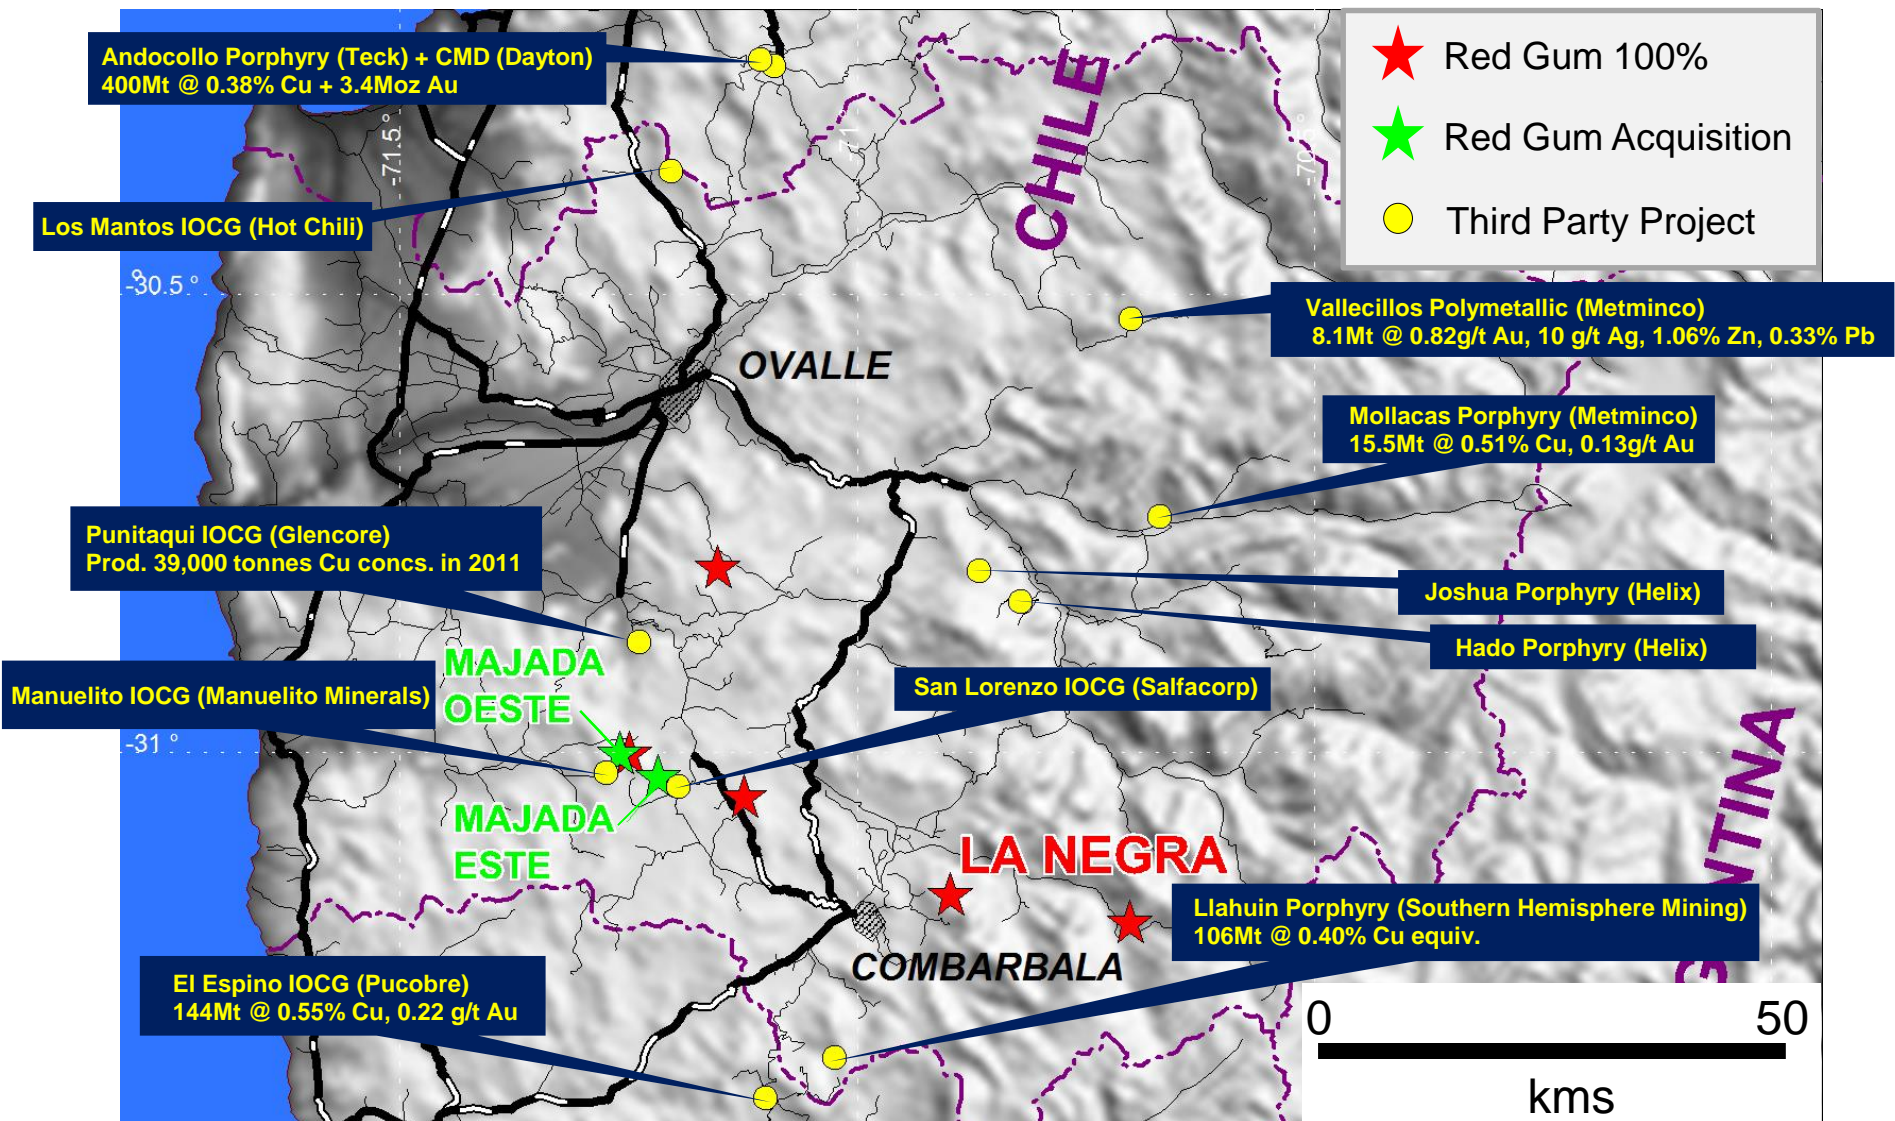 Andocollo Porphyry (Teck) + CMD (Dayton)
400Mt @ 0.38% Cu + 3.4Moz Au
Red Gum 100%
Red Gum Acquisition
Third Party Project
CHILE
-71.5°
-71°
Los Mantos IOCG (Hot Chili)
-30.5°
Vallecillos Polymetallic (Metminco)
8.1Mt @ 0.82g/t Au, 10 g/t Ag, 1.06% Zn, 0.33% Pb
OVALLE
Mollacas Porphyry (Metminco)
15.5Mt @ 0.51% Cu, 0.13g/t Au
Punitaqui IOCG (Glencore)
Prod. 39,000 tonnes Cu concs. in 2011
Joshua Porphyry (Helix)
Hado Porphyry (Helix)
MAJADA
OESTE
Manuelito IOCG (Manuelito Minerals)
San Lorenzo IOCG (Salfacorp)
-31°
MAJADA
ESTE
LA NEGRA
GENTINA
Llahuin Porphyry (Southern Hemisphere Mining)
106Mt @ 0.40% Cu equiv.
COMBARBALA
El Espino IOCG (Pucobre)
144Mt @ 0.55% Cu, 0.22 g/t Au
0 50
kms